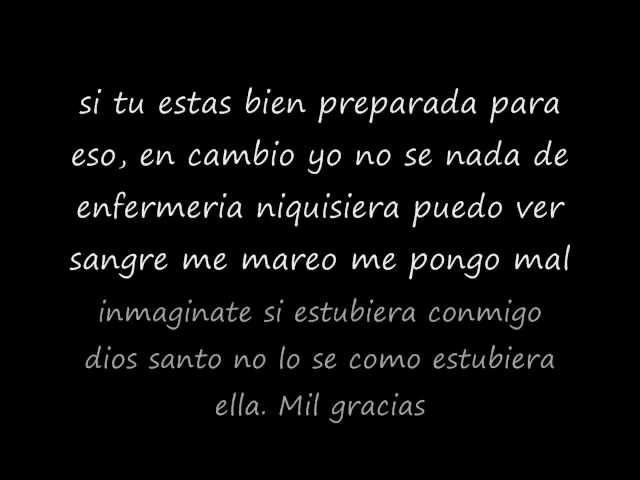 si tu estas bien preparada para
eso, en cambio yo no se nada de
enfermeria niquisiera puedo ver
sangre me mareo me pongo mal
inmaginate si estubiera conmigo
dios santo no lo se como estubiera
ella. Mil gracias